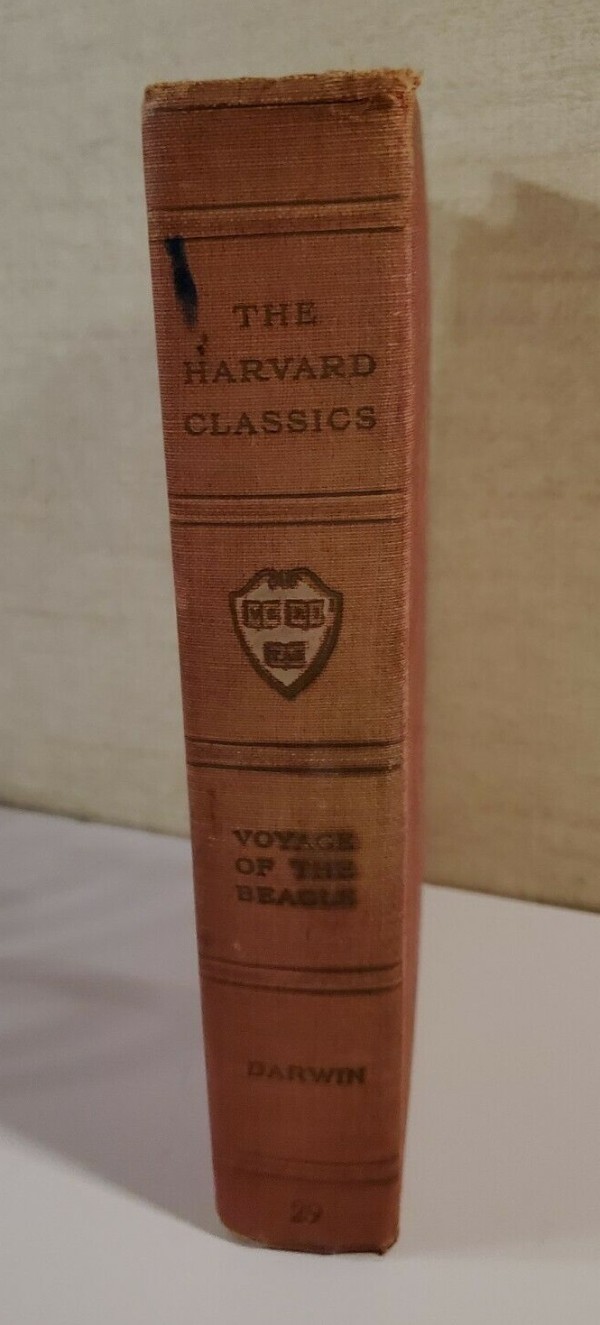 THE
HARVARD
CLASSICS
VOYAGE
OF THE
BEAGLE
DARWIN
29